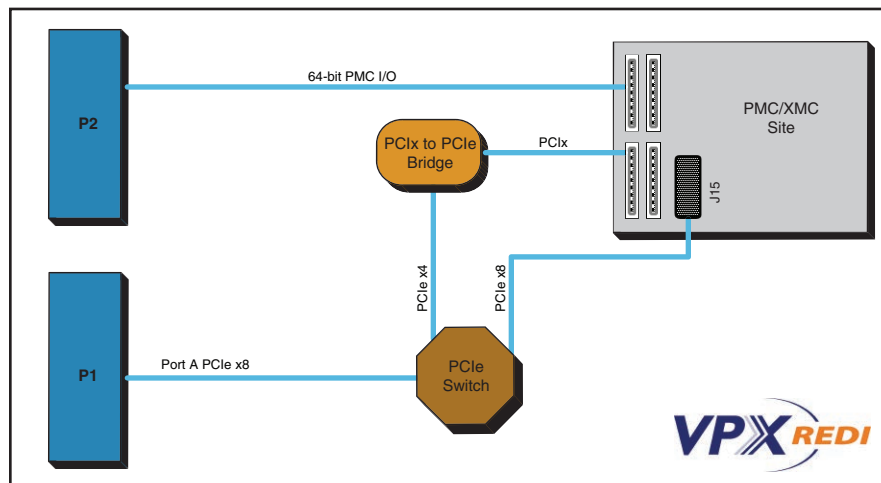 64-bit PMC I/O
P2
PMC/XMC
Site
PCIx to PCIe
Bridge
PCIx
J15
PCIe x4
PCIe x8
Port A PCIe x8
P1
PCIe
Switch
VPX REDI